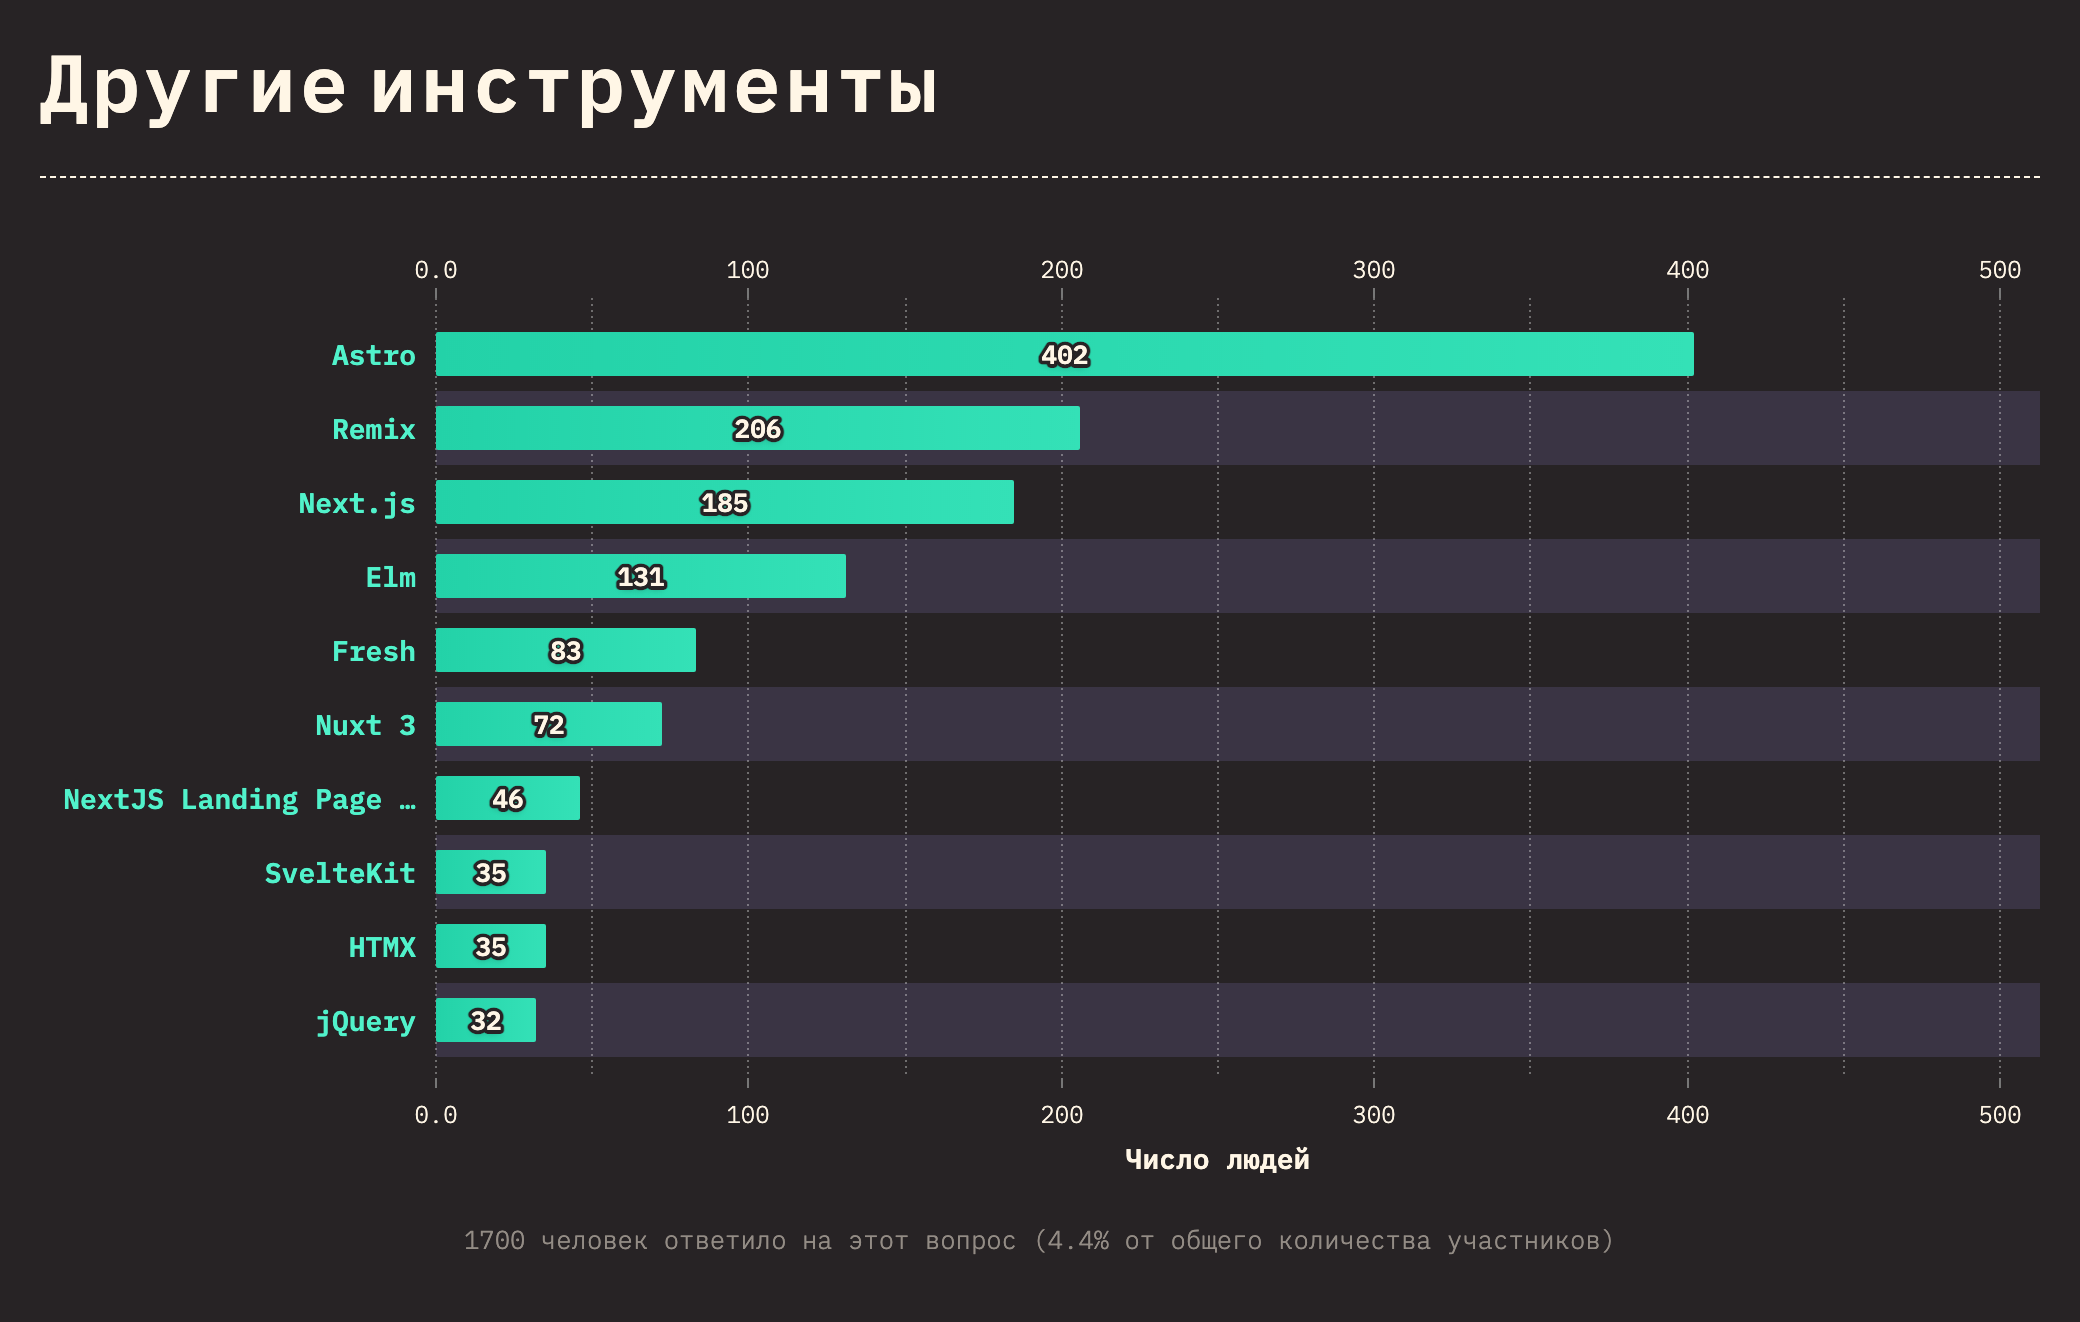 Другие инструменты
0.0 100 200 300 400 500
Astro 402
Remix 206
Next.js 185
Elm 131
Fresh 83
Nuxt 3 72
NextJS Landing Page … 46
SvelteKit 35
HTMX 35
jQuery 32
0.0 100 200 300 400 500
Число людей
1700 человек ответило на этот вопрос (4.4% от общего количества участников)